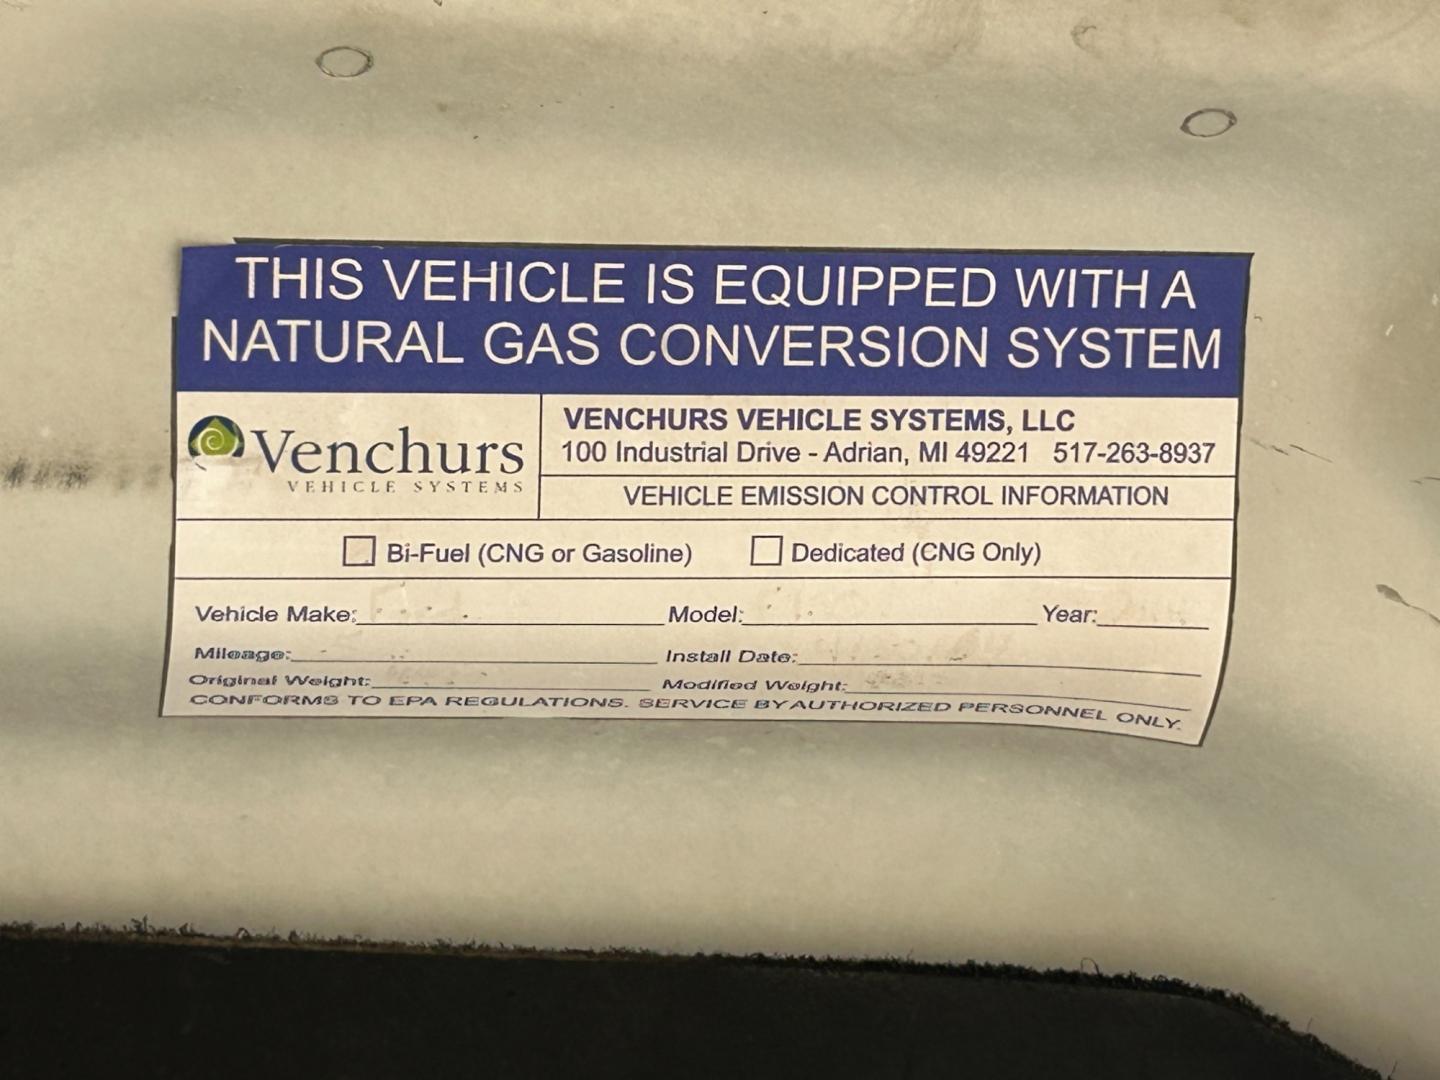 THIS VEHICLE IS EQUIPPED WITH A
NATURAL GAS CONVERSION SYSTEM
Venchurs
VEHICLE SYSTEMS
VENCHURS VEHICLE SYSTEMS, LLC
100 Industrial Drive - Adrian, MI 49221 517-263-8937
VEHICLE EMISSION CONTROL INFORMATION
Bi-Fuel (CNG or Gasoline) Dedicated (CNG Only)
Vehicle Make: Model: Year:
Mileage: Install Date:
Original Weight: Modified Weight:
CONFORMS TO EPA REGULATIONS. SERVICE BY AUTHORIZED PERSONNEL ONLY.